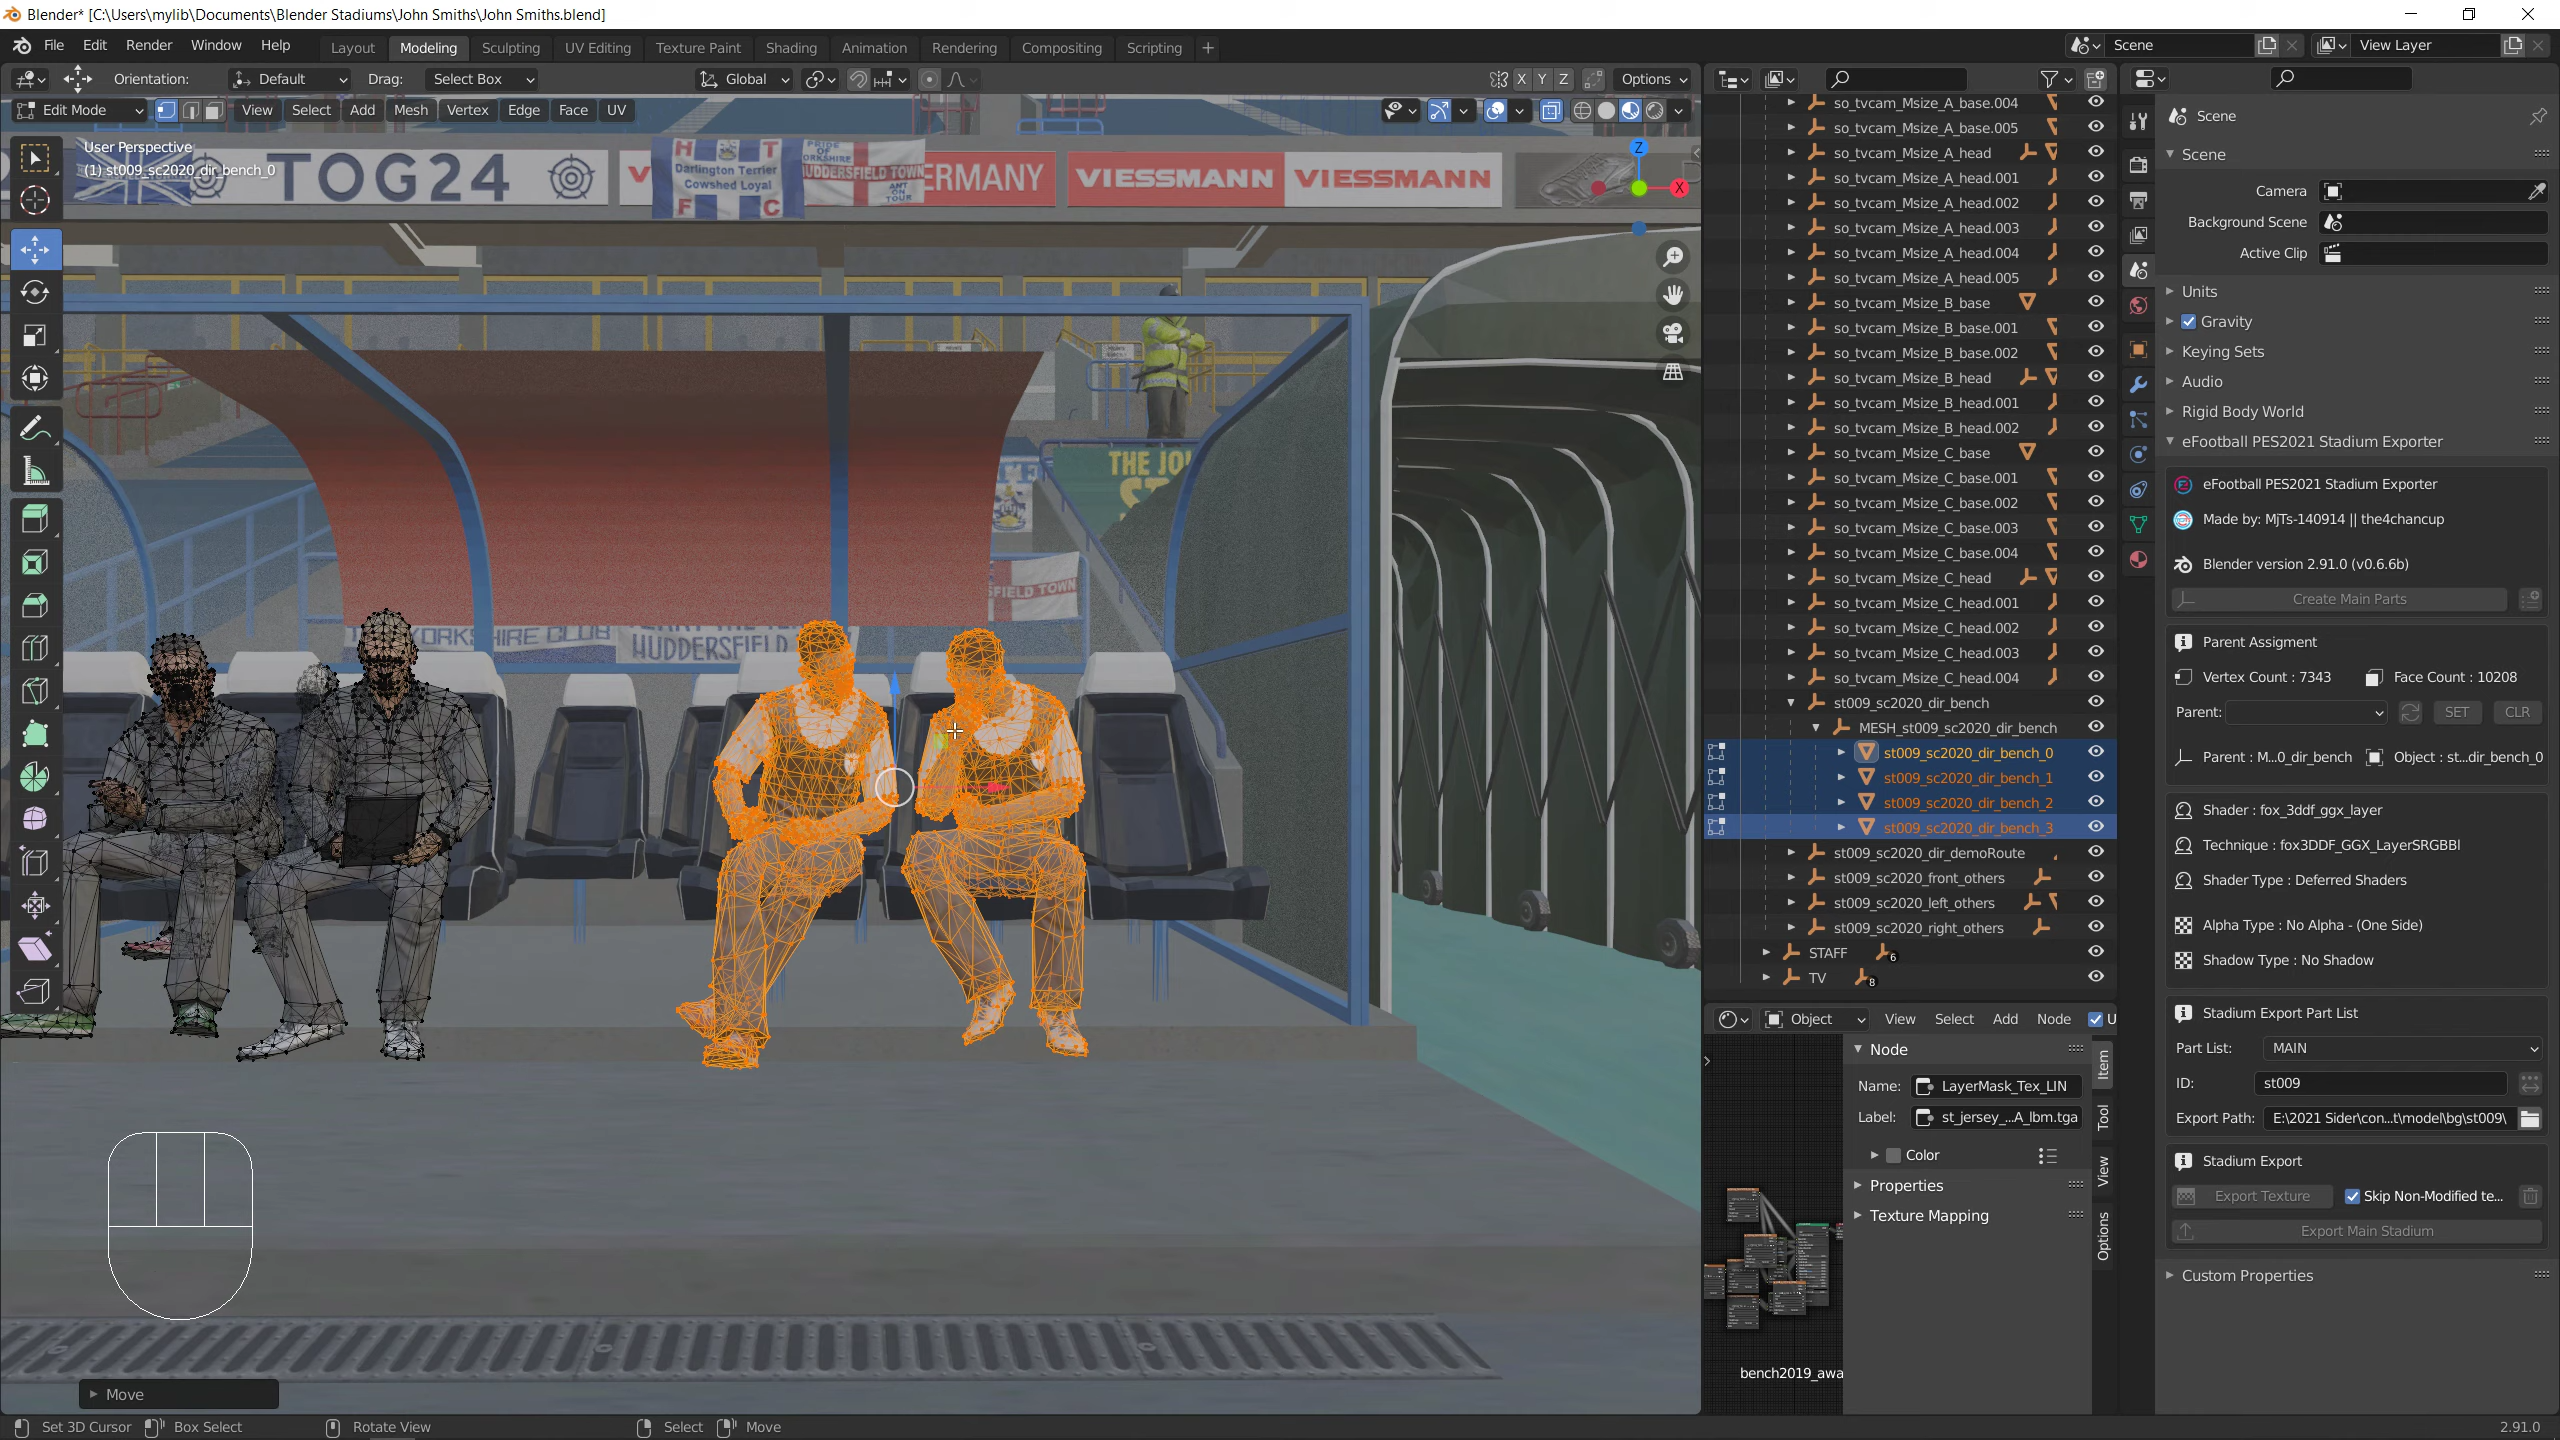 Blender* [C:\Users\mylib\Documents\Blender Stadiums\John Smiths\John Smiths.blend]
File Edit Render Window Help
Layout Modeling Sculpting UV Editing Texture Paint Shading Animation Rendering Compositing Scripting +
Scene
View Layer
Orientation: Default Drag: Select Box
Global
X Y Z Options
Edit Mode View Select Add Mesh Vertex Edge Face UV
User Perspective
(1) st009_sc2020_dir_bench_0
TOG24
H T
Darlington Terrier
Cowshed Loyal
F C
PRIDE OF
YORKSHIRE
HUDDERSFIELD TOWN
ANT
ON
TOUR
ERMANY
VIESSMANN VIESSMANN
Z
X
THE JO
FIELD TOWN
YORKSHIRE CLUB
HUDDERSFIELD
Move
so_tvcam_Msize_A_base.004
so_tvcam_Msize_A_base.005
so_tvcam_Msize_A_head
so_tvcam_Msize_A_head.001
so_tvcam_Msize_A_head.002
so_tvcam_Msize_A_head.003
so_tvcam_Msize_A_head.004
so_tvcam_Msize_A_head.005
so_tvcam_Msize_B_base
so_tvcam_Msize_B_base.001
so_tvcam_Msize_B_base.002
so_tvcam_Msize_B_head
so_tvcam_Msize_B_head.001
so_tvcam_Msize_B_head.002
so_tvcam_Msize_C_base
so_tvcam_Msize_C_base.001
so_tvcam_Msize_C_base.002
so_tvcam_Msize_C_base.003
so_tvcam_Msize_C_base.004
so_tvcam_Msize_C_head
so_tvcam_Msize_C_head.001
so_tvcam_Msize_C_head.002
so_tvcam_Msize_C_head.003
so_tvcam_Msize_C_head.004
st009_sc2020_dir_bench
MESH_st009_sc2020_dir_bench
st009_sc2020_dir_bench_0
st009_sc2020_dir_bench_1
st009_sc2020_dir_bench_2
st009_sc2020_dir_bench_3
st009_sc2020_dir_demoRoute
st009_sc2020_front_others
st009_sc2020_left_others
st009_sc2020_right_others
STAFF 6
TV 8
Object View Select Add Node U
Node
Name: LayerMask_Tex_LIN
Label: st_jersey_...A_lbm.tga
Color
Properties
Texture Mapping
Item
Tool
View
Options
bench2019_awa
Scene
Scene
Camera
Background Scene
Active Clip
Units
Gravity
Keying Sets
Audio
Rigid Body World
eFootball PES2021 Stadium Exporter
eFootball PES2021 Stadium Exporter
Made by: MjTs-140914 || the4chancup
Blender version 2.91.0 (v0.6.6b)
Create Main Parts
Parent Assigment
Vertex Count : 7343 Face Count : 10208
Parent: SET CLR
Parent : M...0_dir_bench Object : st...dir_bench_0
Shader : fox_3ddf_ggx_layer
Technique : fox3DDF_GGX_LayerSRGBBl
Shader Type : Deferred Shaders
Alpha Type : No Alpha - (One Side)
Shadow Type : No Shadow
Stadium Export Part List
Part List: MAIN
ID: st009
Export Path: E:\2021 Sider\con...t\model\bg\st009\
Stadium Export
Export Texture Skip Non-Modified te...
Export Main Stadium
Custom Properties
Set 3D Cursor Box Select Rotate View Select Move 2.91.0